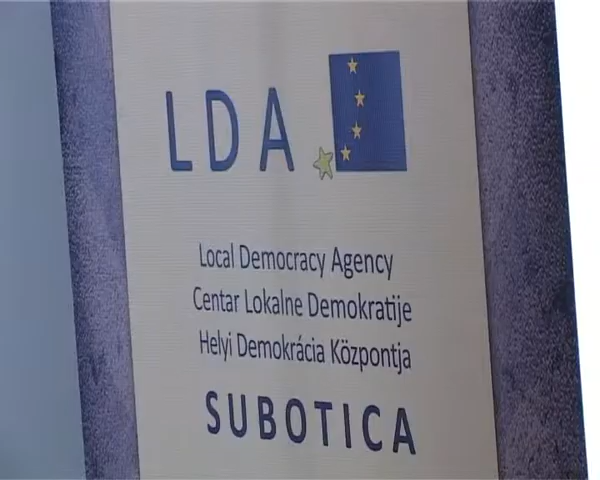 LDA
Local Democracy Agency
Centar Lokalne Demokratije
Helyi Demokrácia Központja
SUBOTICA